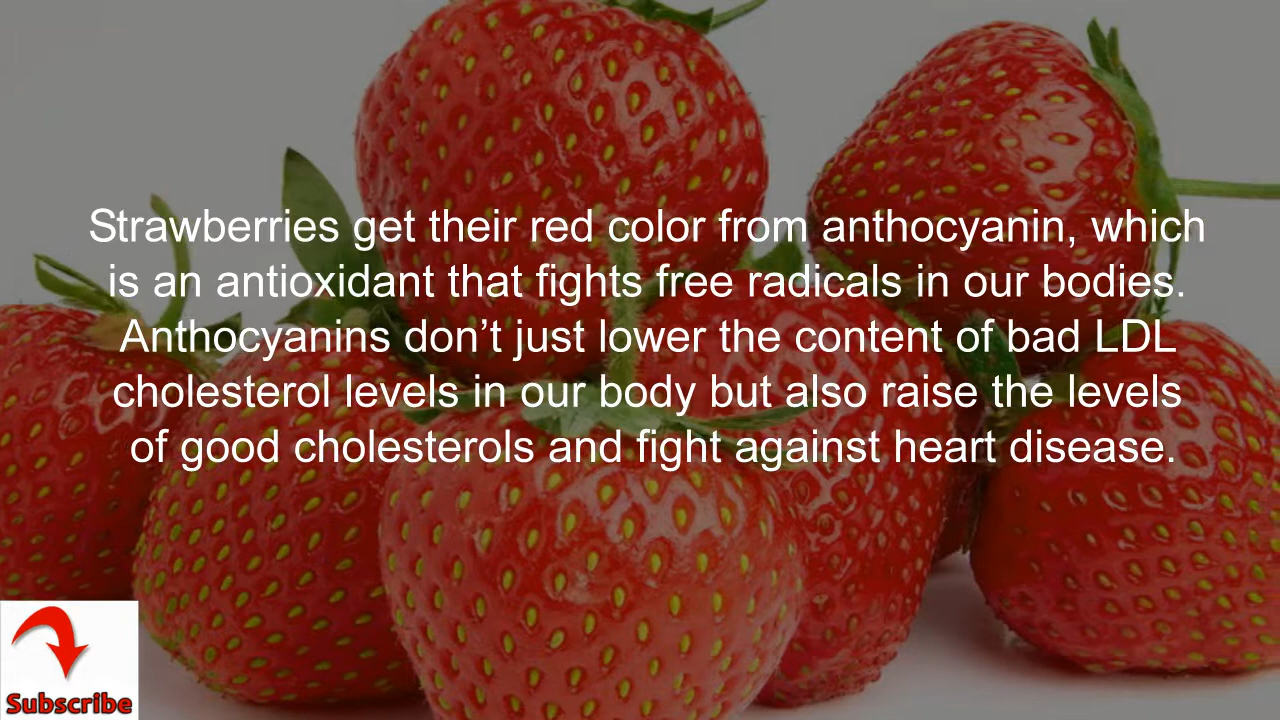 Strawberries get their red color from anthocyanin, which
is an antioxidant that fights free radicals in our bodies.
Anthocyanins don’t just lower the content of bad LDL
cholesterol levels in our body but also raise the levels
of good cholesterols and fight against heart disease.
Subscribe